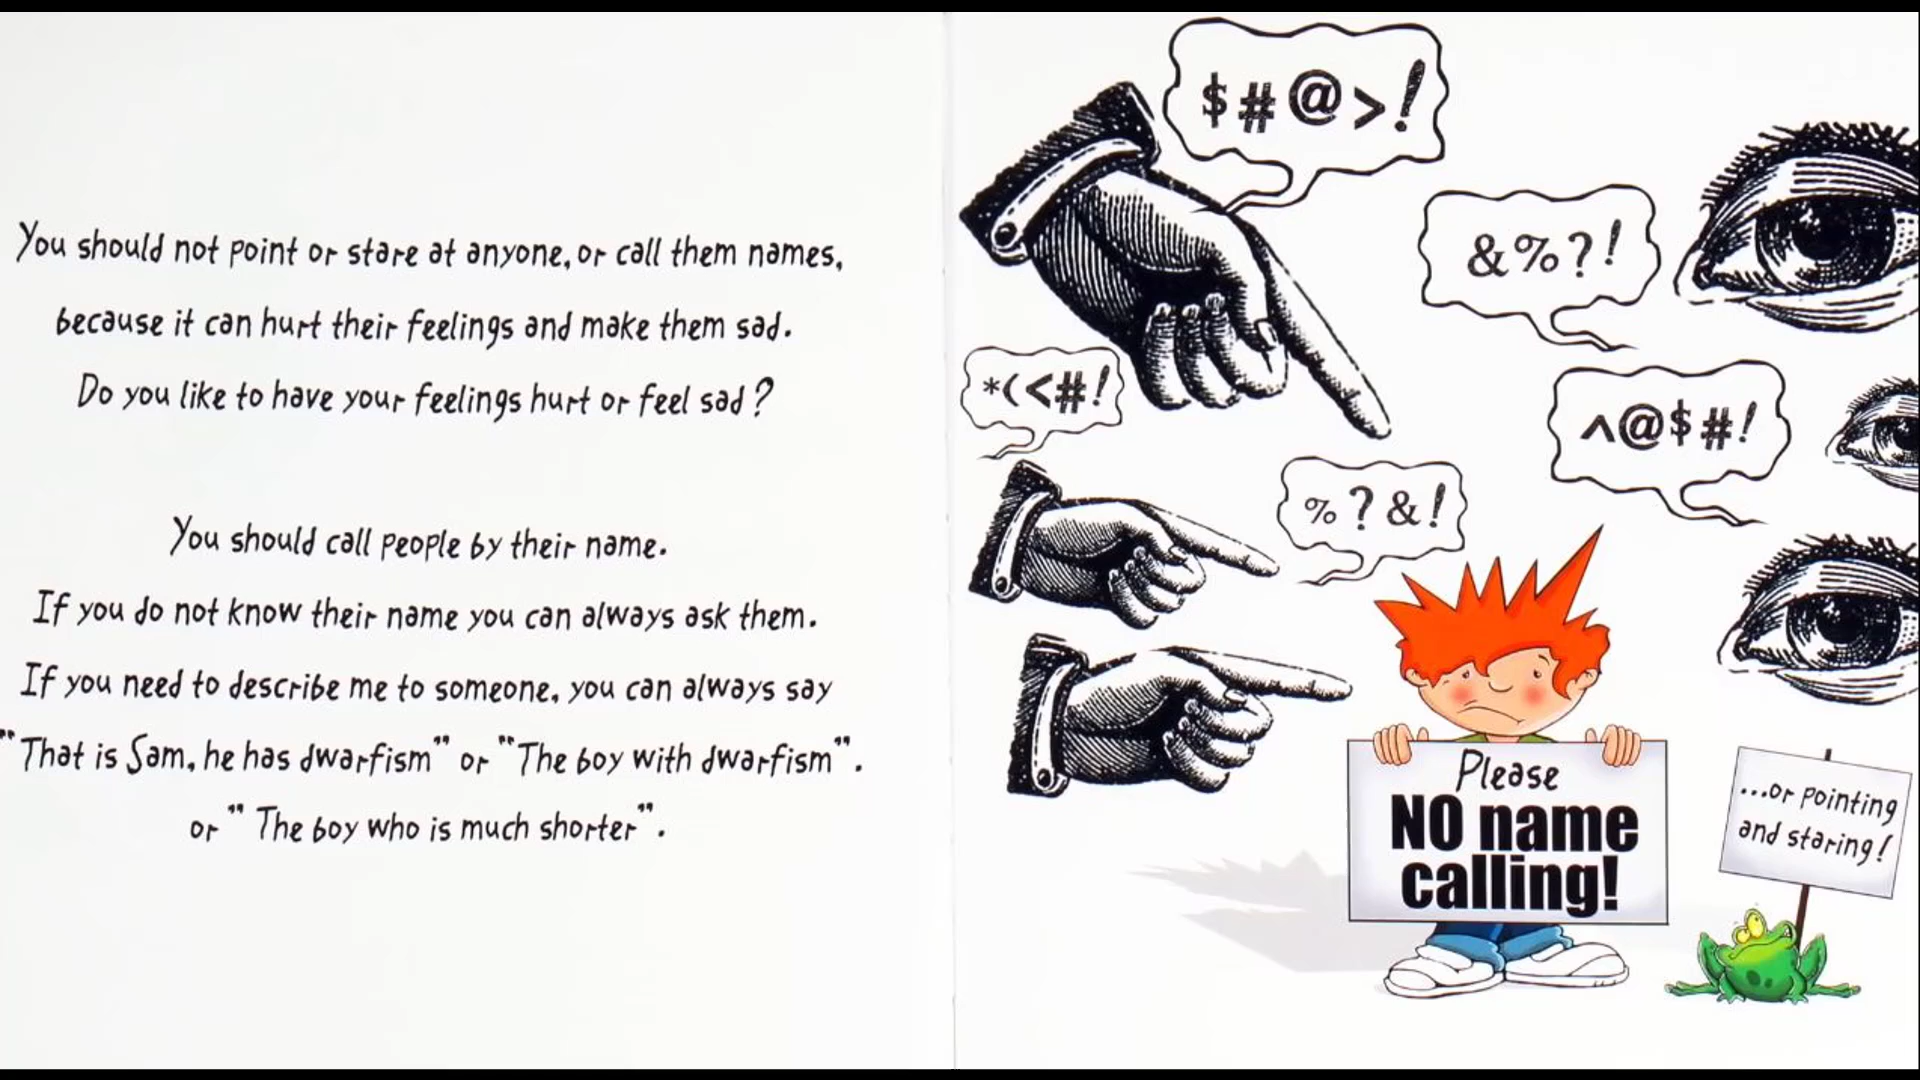 You should not point or stare at anyone, or call them names,
because it can hurt their feelings and make them sad.
Do you like to have your feelings hurt or feel sad?
You should call people by their name.
If you do not know their name you can always ask them.
If you need to describe me to someone, you can always say
"That is Sam, he has dwarfism" or "The boy with dwarfism".
or "The boy who is much shorter".
$#@>!
&%?!
*(<#!
^@$#!
%?&!
Please
NO name
calling!
...or pointing
and staring!